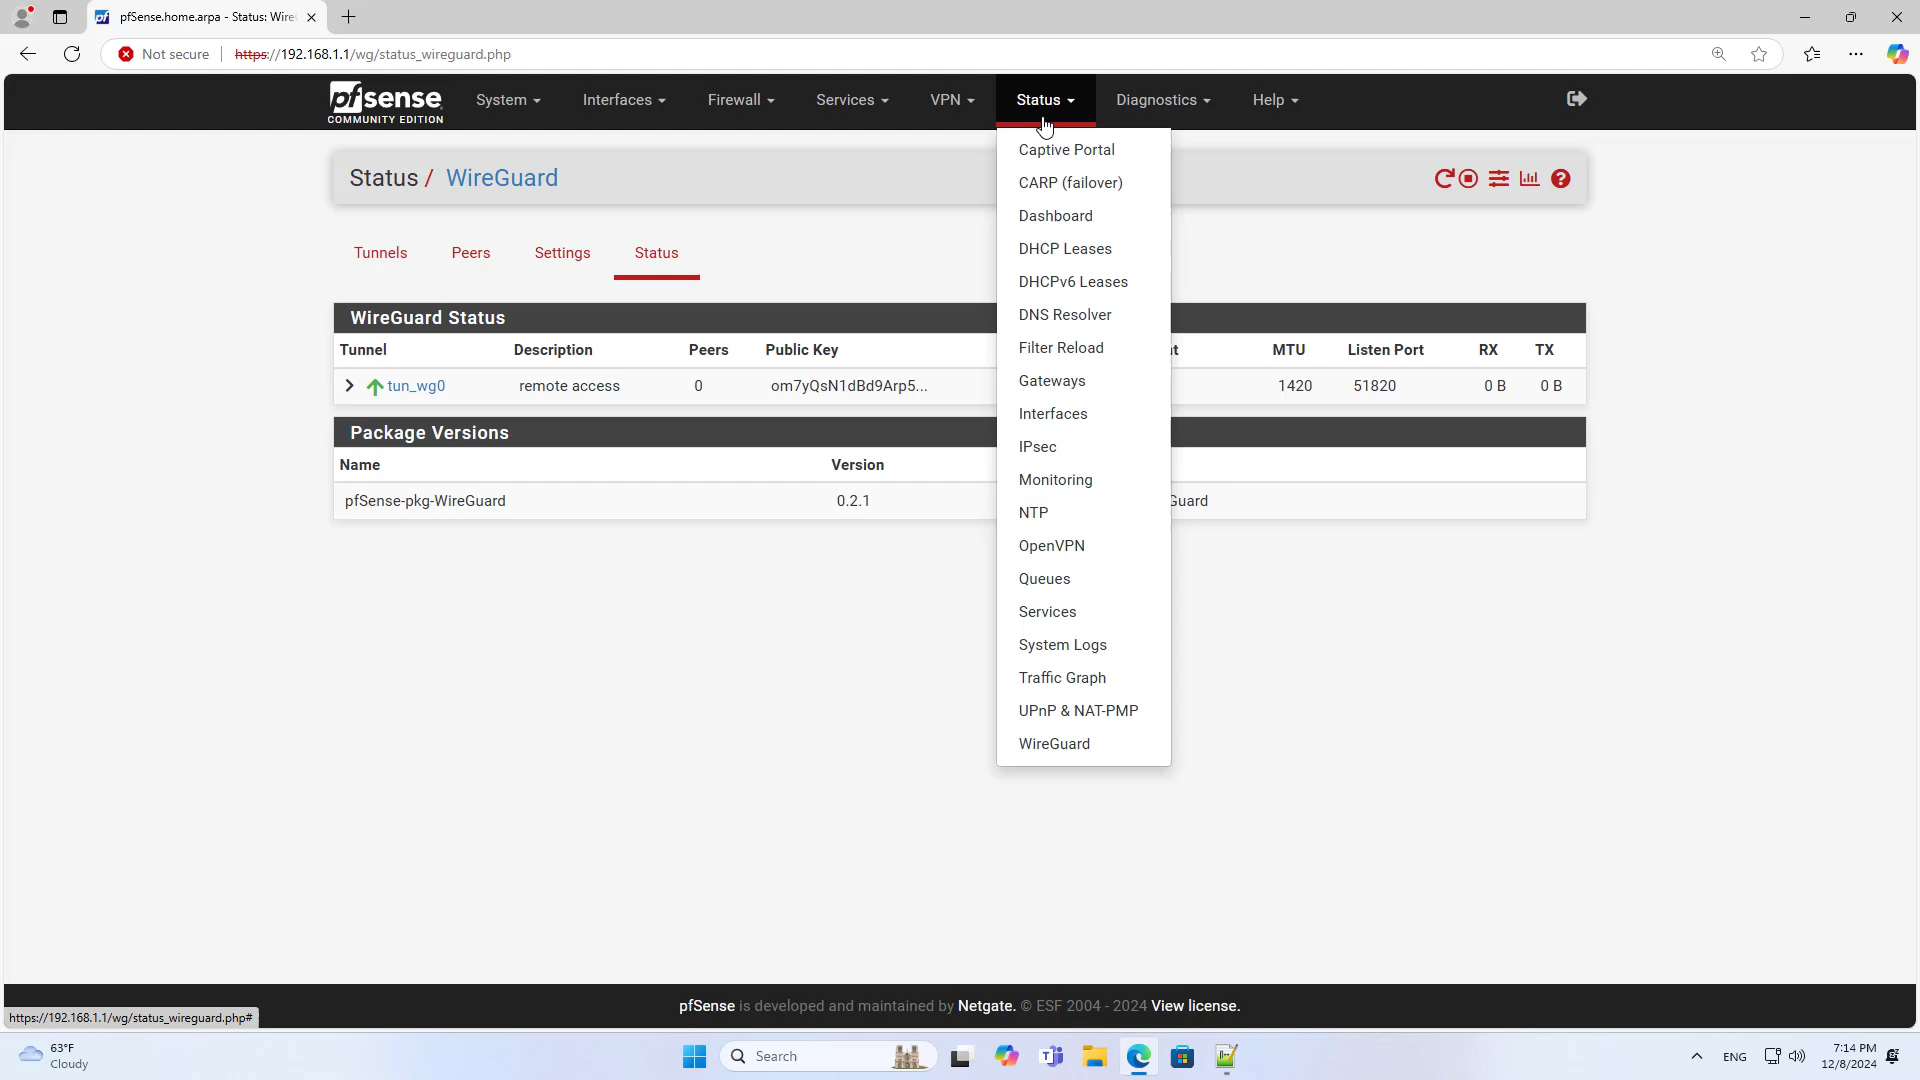 pfSense.home.arpa - Status: Wire
Not secure
https://192.168.1.1/wg/status_wireguard.php
pfsense
COMMUNITY EDITION
System
Interfaces
Firewall
Services
VPN
Status
Diagnostics
Help
Status / WireGuard
Tunnels
Peers
Settings
Status
Captive Portal
CARP (failover)
Dashboard
DHCP Leases
DHCPv6 Leases
DNS Resolver
Filter Reload
Gateways
Interfaces
IPsec
Monitoring
NTP
OpenVPN
Queues
Services
System Logs
Traffic Graph
UPnP & NAT-PMP
WireGuard
WireGuard Status
Tunnel Description Peers Public Key MTU Listen Port RX TX
tun_wg0 remote access 0 om7yQsN1dBd9Arp5... 1420 51820 0 B 0 B
Package Versions
Name Version
pfSense-pkg-WireGuard 0.2.1
pfSense is developed and maintained by Netgate. © ESF 2004 - 2024 View license.
https://192.168.1.1/wg/status_wireguard.php#
63°F
Cloudy
Search
ENG
7:14 PM
12/8/2024